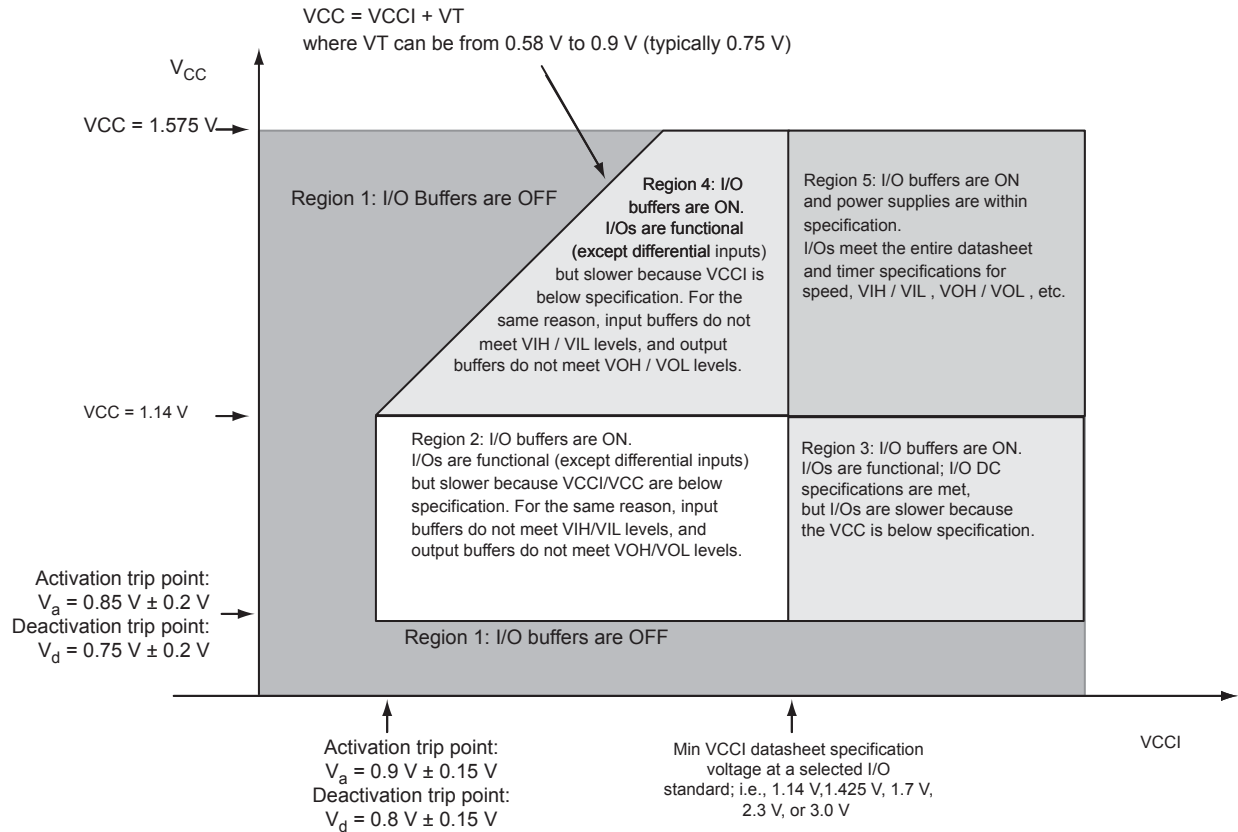 VCC = VCCI + VT
where VT can be from 0.58 V to 0.9 V (typically 0.75 V)
VCC
VCC = 1.575 V
Region 1: I/O Buffers are OFF
Region 4: I/O
buffers are ON.
I/Os are functional
(except differential inputs)
but slower because VCCI is
below specification. For the
same reason, input buffers do not
meet VIH / VIL levels, and output
buffers do not meet VOH / VOL levels.
Region 5: I/O buffers are ON
and power supplies are within
specification.
I/Os meet the entire datasheet
and timer specifications for
speed, VIH / VIL , VOH / VOL , etc.
VCC = 1.14 V
Region 2: I/O buffers are ON.
I/Os are functional (except differential inputs)
but slower because VCCI/VCC are below
specification. For the same reason, input
buffers do not meet VIH/VIL levels, and
output buffers do not meet VOH/VOL levels.
Region 3: I/O buffers are ON.
I/Os are functional; I/O DC
specifications are met,
but I/Os are slower because
the VCC is below specification.
Activation trip point:
Va = 0.85 V ± 0.2 V
Deactivation trip point:
Vd = 0.75 V ± 0.2 V
Region 1: I/O buffers are OFF
Activation trip point:
Va = 0.9 V ± 0.15 V
Deactivation trip point:
Vd = 0.8 V ± 0.15 V
Min VCCI datasheet specification
voltage at a selected I/O
standard; i.e., 1.14 V,1.425 V, 1.7 V,
2.3 V, or 3.0 V
VCCI